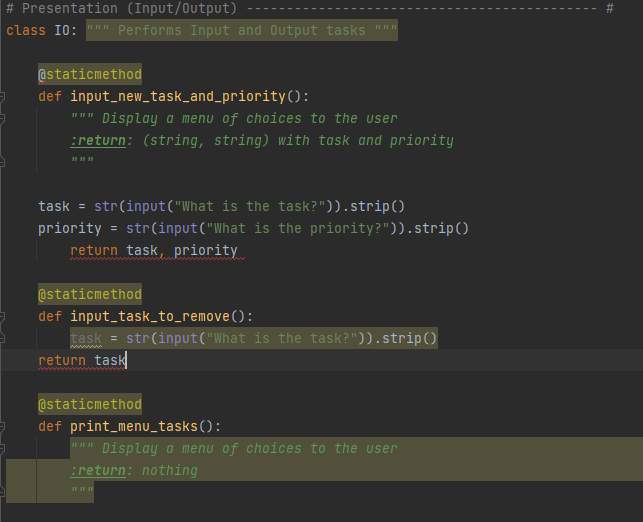 # Presentation (Input/Output) -------------------------------------------- #
class IO: """ Performs Input and Output tasks """
@staticmethod
def input_new_task_and_priority():
""" Display a menu of choices to the user
:return: (string, string) with task and priority
"""
task = str(input("What is the task?")).strip()
priority = str(input("What is the priority?")).strip()
return task, priority
@staticmethod
def input_task_to_remove():
task = str(input("What is the task?")).strip()
return task
@staticmethod
def print_menu_tasks():
""" Display a menu of choices to the user
:return: nothing
"""